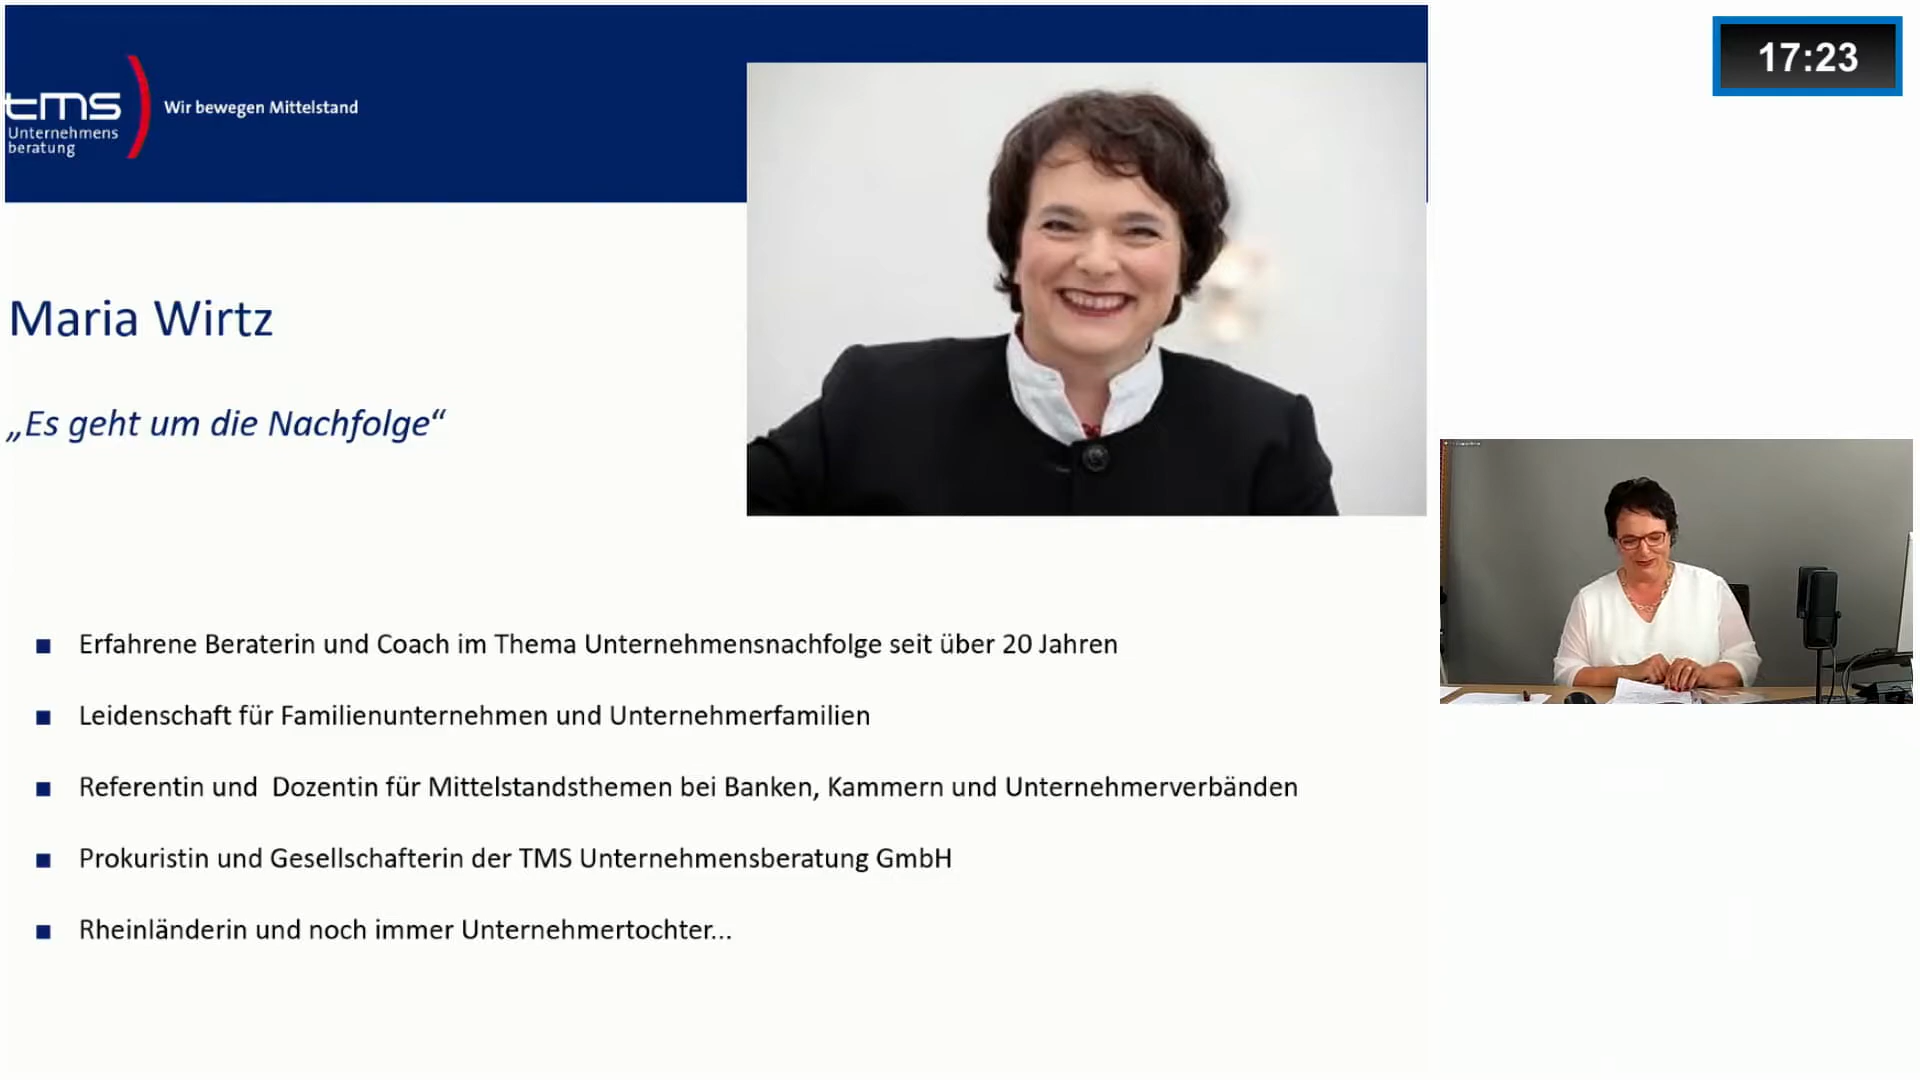 17:23
tms
Unternehmens
beratung
Wir bewegen Mittelstand
Maria Wirtz
„Es geht um die Nachfolge“
Erfahrene Beraterin und Coach im Thema Unternehmensnachfolge seit über 20 Jahren
Leidenschaft für Familienunternehmen und Unternehmerfamilien
Referentin und  Dozentin für Mittelstandsthemen bei Banken, Kammern und Unternehmerverbänden
Prokuristin und Gesellschafterin der TMS Unternehmensberatung GmbH
Rheinländerin und noch immer Unternehmertochter...